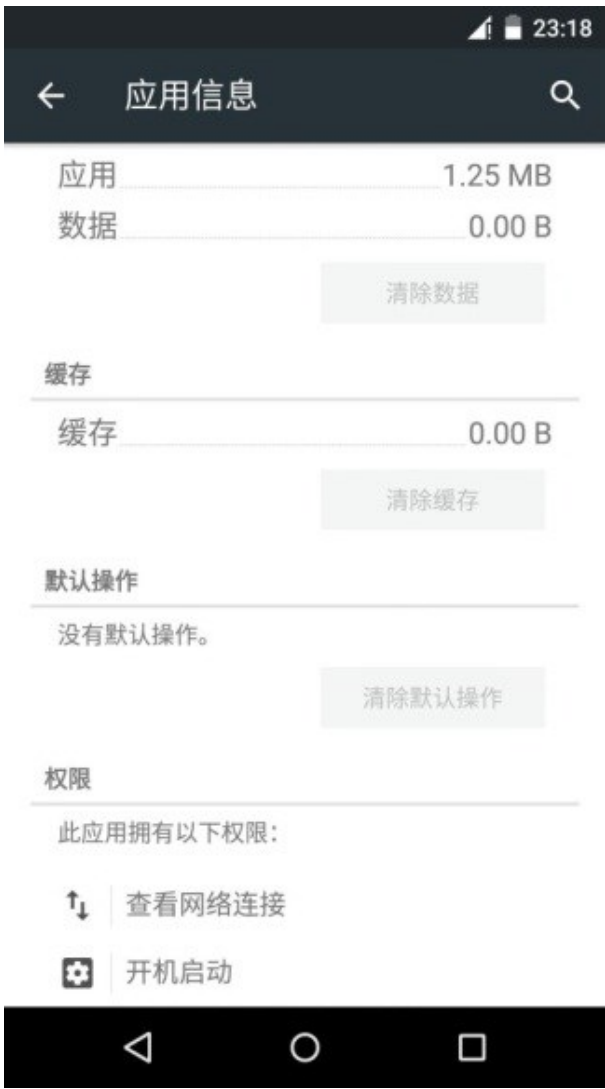 23:18
应用信息
应用 1.25 MB
数据 0.00 B
清除数据
缓存
缓存 0.00 B
清除缓存
默认操作
没有默认操作。
清除默认操作
权限
此应用拥有以下权限：
查看网络连接
开机启动